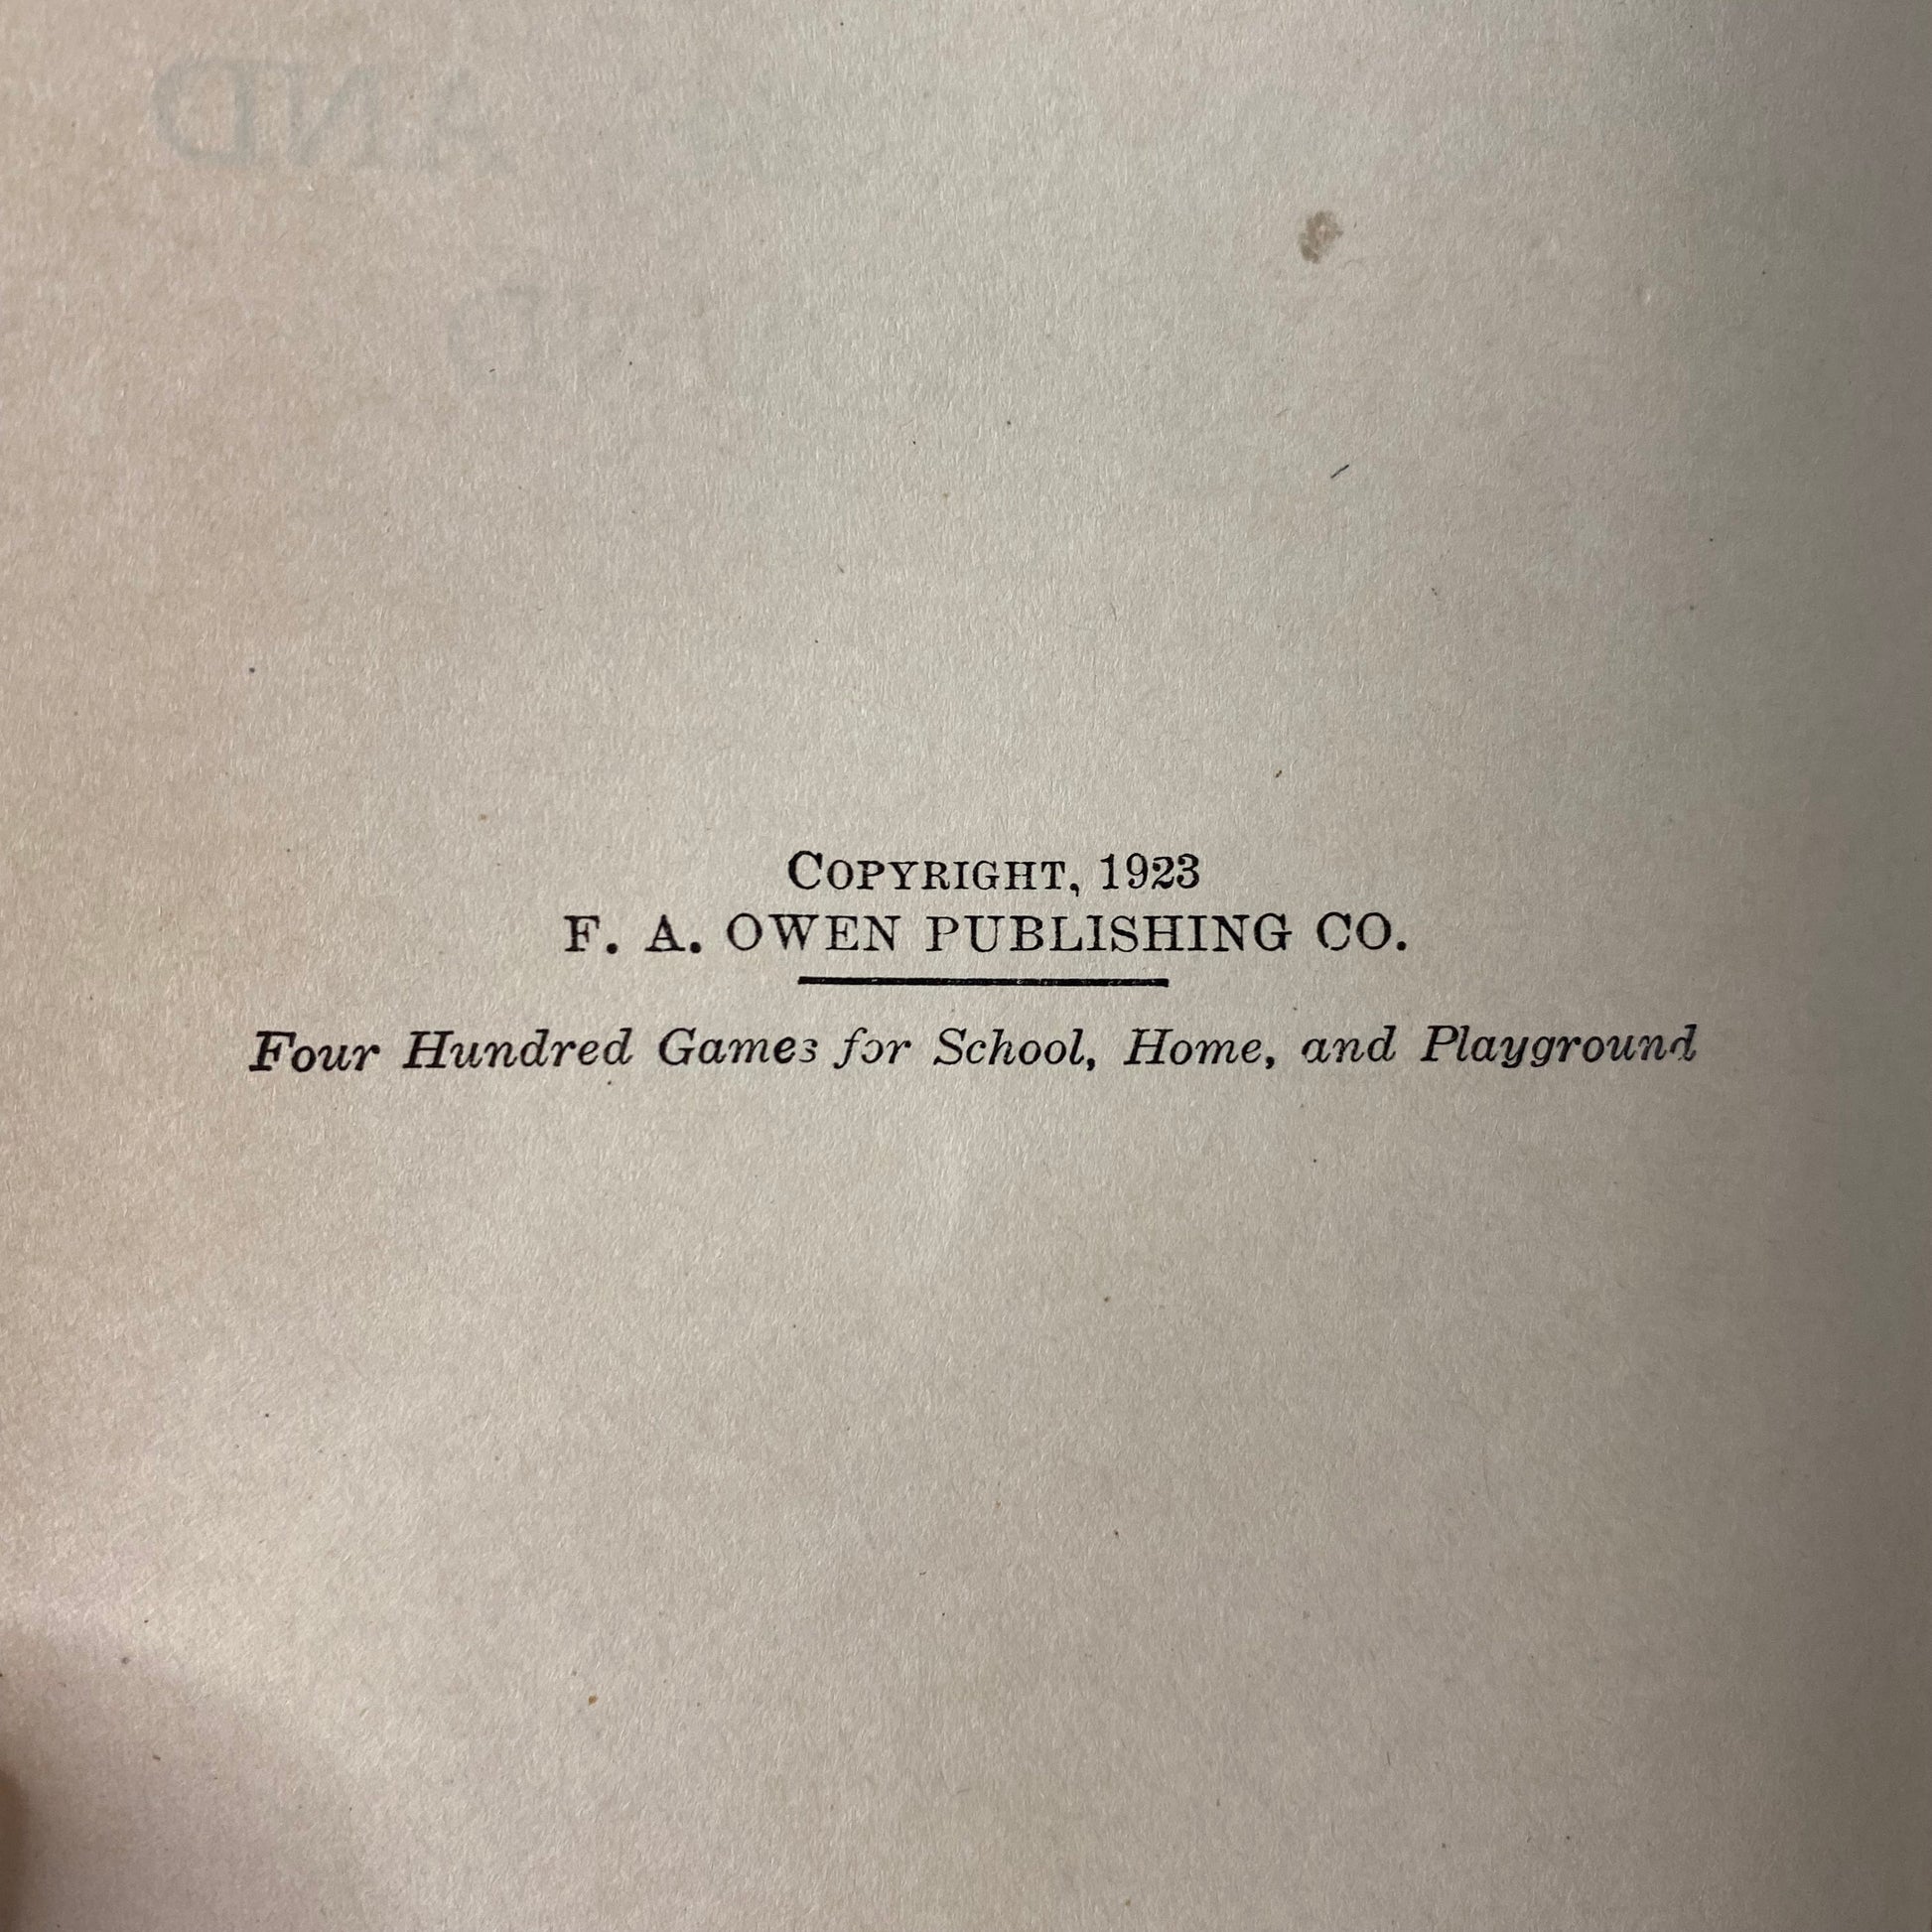 COPYRIGHT, 1923
F. A. OWEN PUBLISHING CO.
Four Hundred Games for School, Home, and Playground